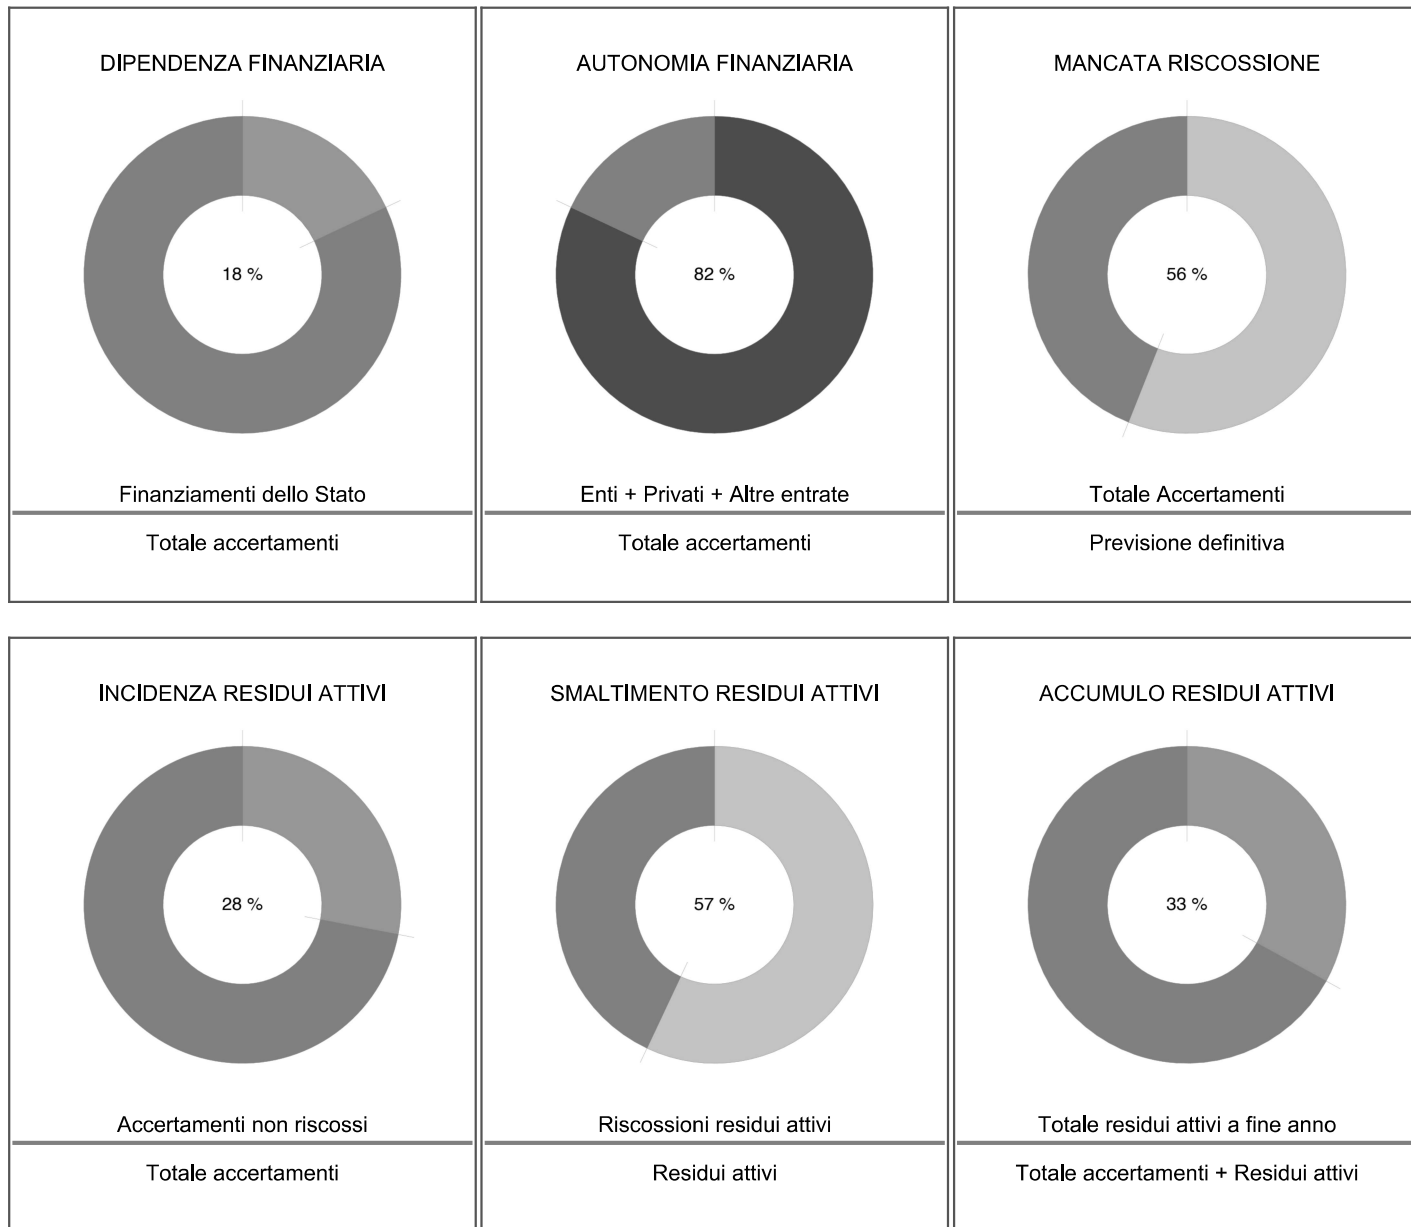 DIPENDENZA FINANZIARIA
18 %
Finanziamenti dello Stato
Totale accertamenti
AUTONOMIA FINANZIARIA
82 %
Enti + Privati + Altre entrate
Totale accertamenti
MANCATA RISCOSSIONE
56 %
Totale Accertamenti
Previsione definitiva
INCIDENZA RESIDUI ATTIVI
28 %
Accertamenti non riscossi
Totale accertamenti
SMALTIMENTO RESIDUI ATTIVI
57 %
Riscossioni residui attivi
Residui attivi
ACCUMULO RESIDUI ATTIVI
33 %
Totale residui attivi a fine anno
Totale accertamenti + Residui attivi